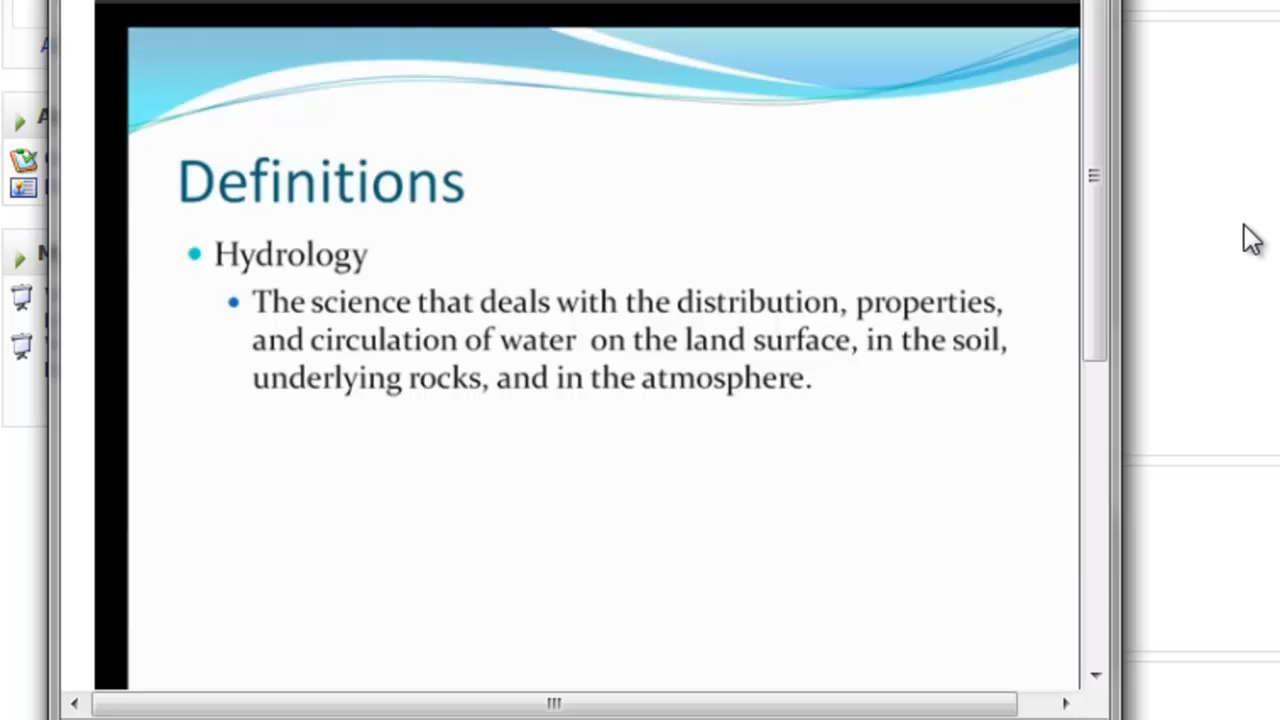 Definitions
Hydrology
The science that deals with the distribution, properties,
and circulation of water on the land surface, in the soil,
underlying rocks, and in the atmosphere.